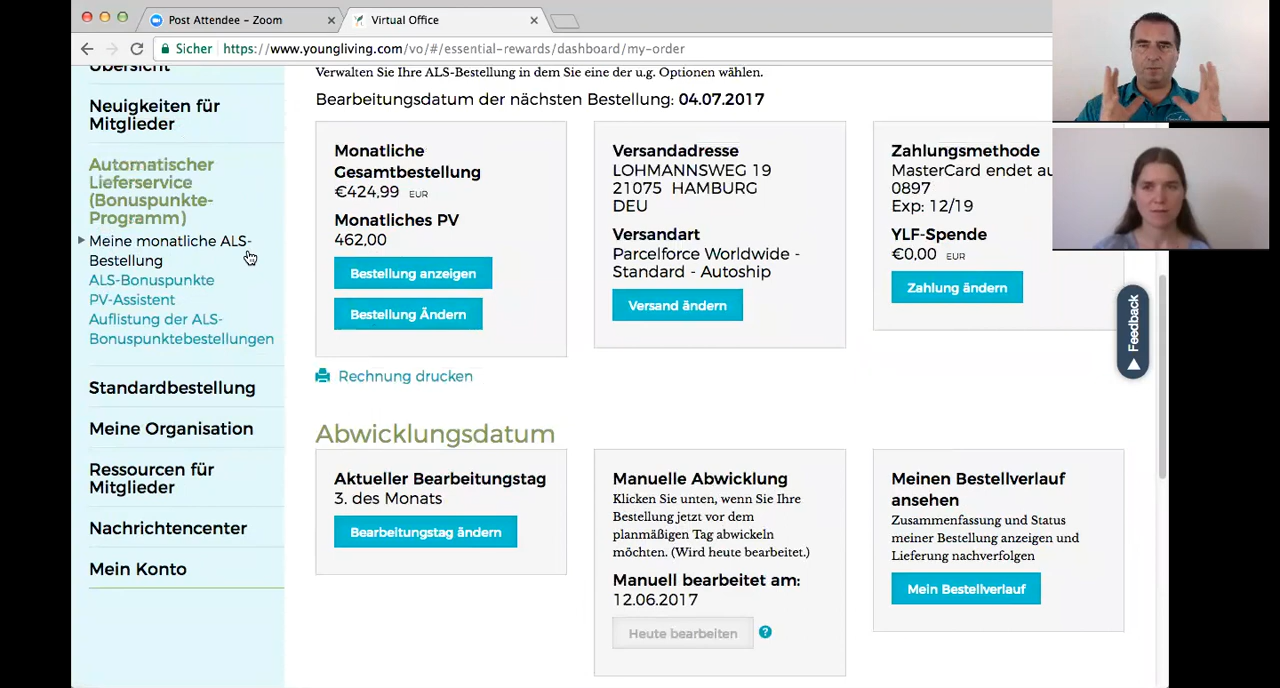 Post Attendee - Zoom
Virtual Office
Sicher
https://www.youngliving.com/vo/#/essential-rewards/dashboard/my-order
Übersicht
Neuigkeiten für
Mitglieder
Automatischer
Lieferservice
(Bonuspunkte-
Programm)
Meine monatliche ALS-
Bestellung
ALS-Bonuspunkte
PV-Assistent
Auflistung der ALS-
Bonuspunktebestellungen
Standardbestellung
Meine Organisation
Ressourcen für
Mitglieder
Nachrichtencenter
Mein Konto
Verwalten Sie Ihre ALS-Bestellung in dem Sie eine der u.g. Optionen wählen.
Bearbeitungsdatum der nächsten Bestellung: 04.07.2017
Monatliche
Gesamtbestellung
€424,99 EUR
Monatliches PV
462,00
Bestellung anzeigen
Bestellung Ändern
Versandadresse
LOHMANNSWEG 19
21075 HAMBURG
DEU
Versandart
Parcelforce Worldwide -
Standard - Autoship
Versand ändern
Zahlungsmethode
MasterCard endet au
0897
Exp: 12/19
YLF-Spende
€0,00 EUR
Zahlung ändern
Feedback
Rechnung drucken
Abwicklungsdatum
Aktueller Bearbeitungstag
3. des Monats
Bearbeitungstag ändern
Manuelle Abwicklung
Klicken Sie unten, wenn Sie Ihre
Bestellung jetzt vor dem
planmäßigen Tag abwickeln
möchten. (Wird heute bearbeitet.)
Manuell bearbeitet am:
12.06.2017
Heute bearbeiten
?
Meinen Bestellverlauf
ansehen
Zusammenfassung und Status
meiner Bestellung anzeigen und
Lieferung nachverfolgen
Mein Bestellverlauf